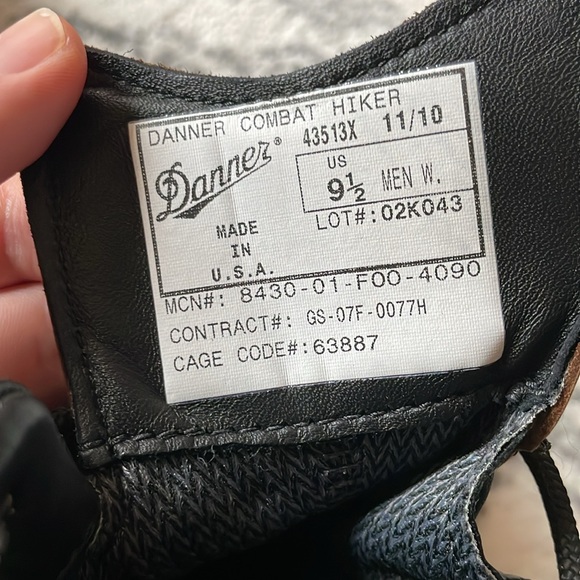 DANNER COMBAT HIKER
43513X 11/10
Danner®
US
9½ MEN W.
LOT#:02K043
MADE
IN
U.S.A.
MCN#: 8430-01-F00-4090
CONTRACT#: GS-07F-0077H
CAGE CODE#:63887